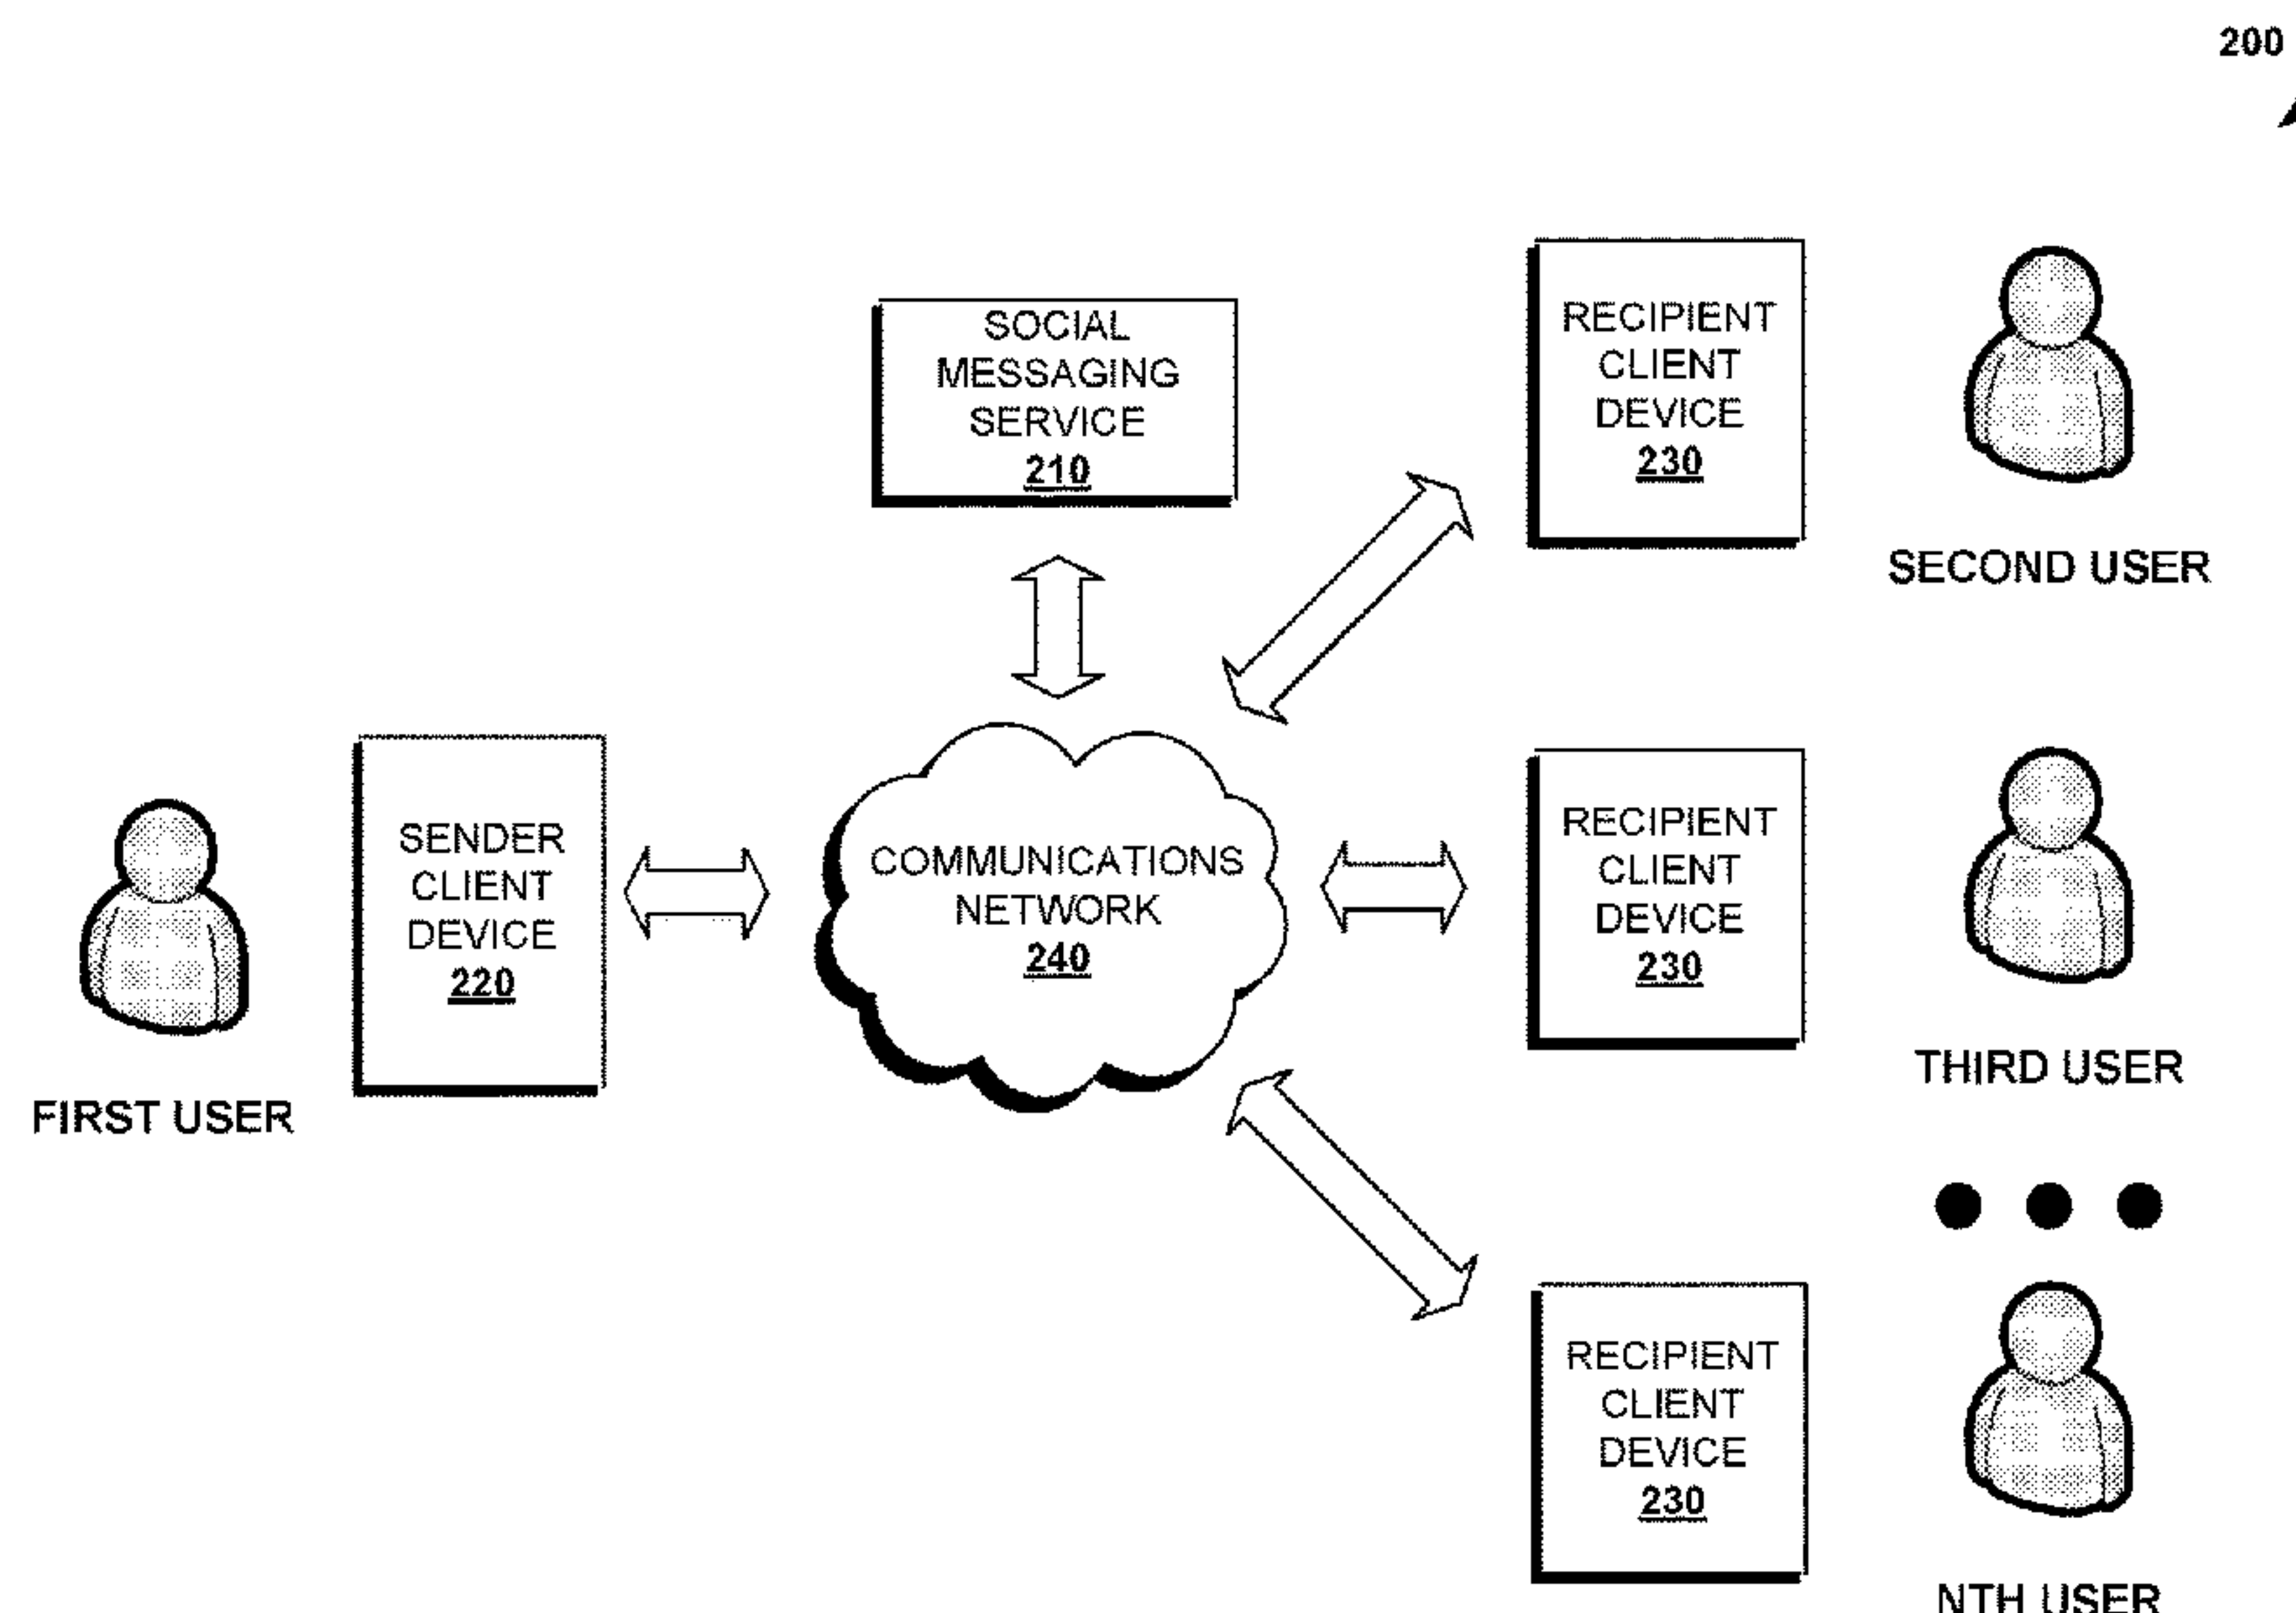 200
SOCIAL
MESSAGING
SERVICE
210
RECIPIENT
CLIENT
DEVICE
230
SECOND USER
SENDER
CLIENT
DEVICE
220
FIRST USER
COMMUNICATIONS
NETWORK
240
RECIPIENT
CLIENT
DEVICE
230
THIRD USER
RECIPIENT
CLIENT
DEVICE
230
NTH USER